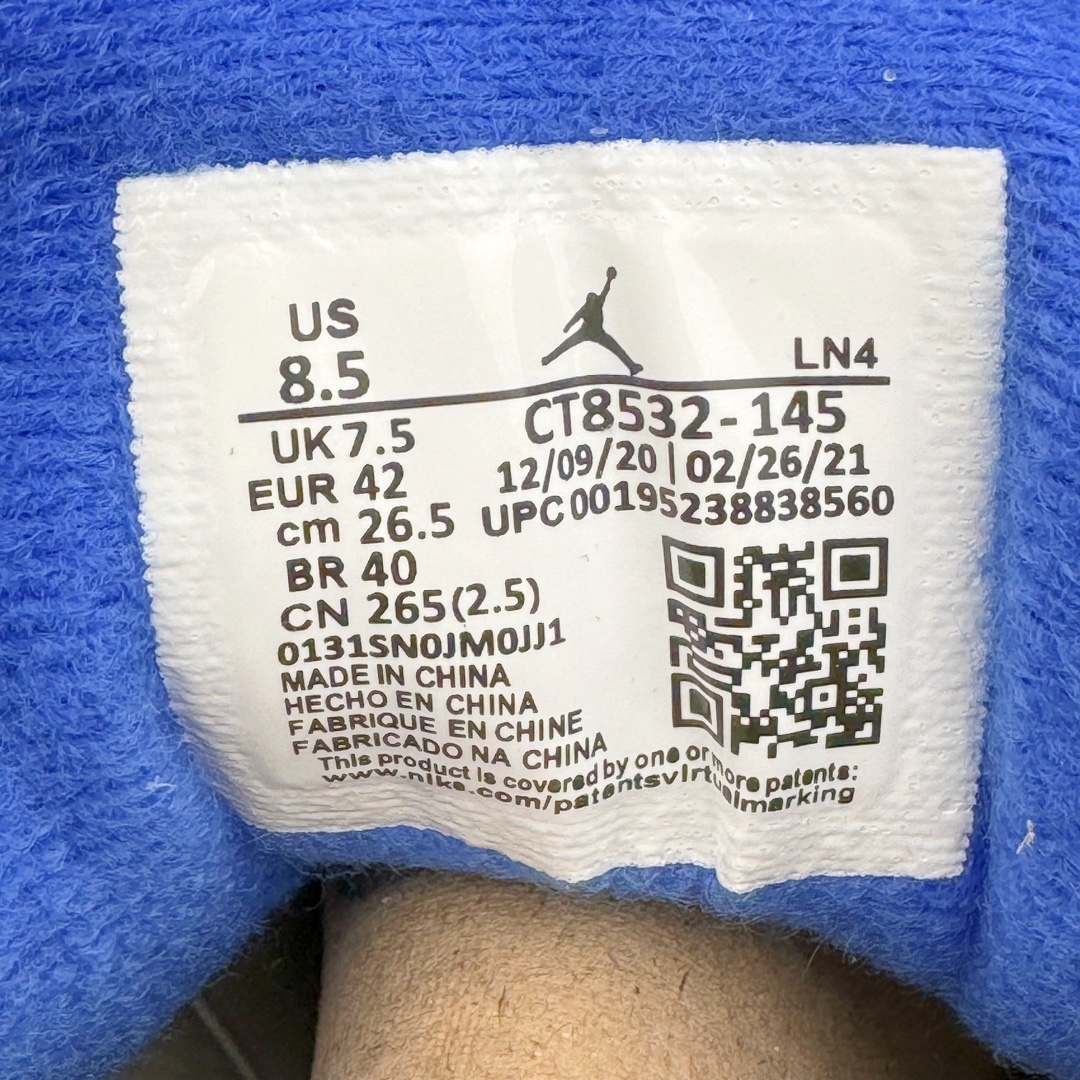 US
8.5
LN4
UK 7.5
EUR 42
cm 26.5
BR 40
CN 265(2.5)
0131SN0JM0JJ1
MADE IN CHINA
HECHO EN CHINA
FABRIQUE EN CHINE
FABRICADO NA CHINA
CT8532-145
12/09/20 | 02/26/21
UPC 00195238838560
This product is covered by one or more patents:
www.nike.com/patentsvirtualmarking